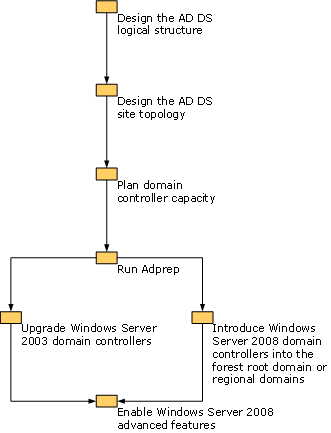 Design the AD DS
logical structure
Design the AD DS
site topology
Plan domain
controller capacity
Run Adprep
Upgrade Windows Server
2003 domain controllers
Introduce Windows
Server 2008 domain
controllers into the
forest root domain or
regional domains
Enable Windows Server 2008
advanced features